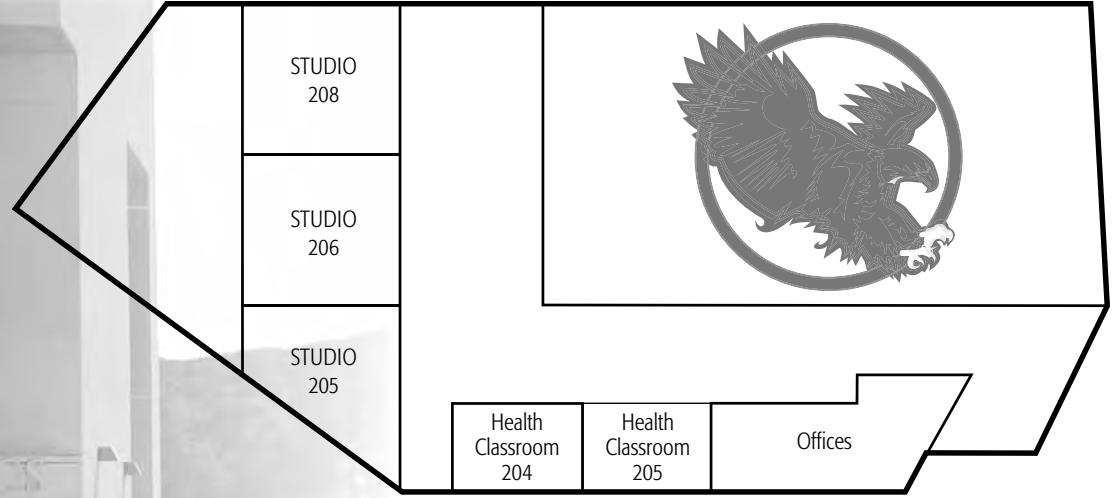 STUDIO
208
STUDIO
206
STUDIO
205
Health
Classroom
204
Health
Classroom
205
Offices